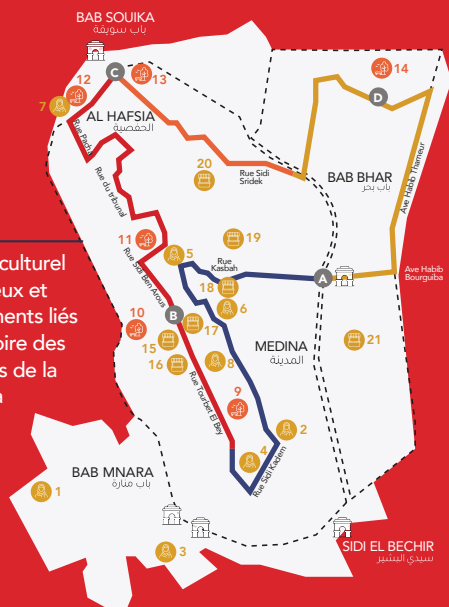 BAB SOUIKA
باب سويقة
12
C
13
14
7
D
Rue Pacha
AL HAFSIA
الحفصية
Rue du tribunal
20
Rue Sidi
Sridek
BAB BHAR
باب بحر
Ave Habib Thameur
11
5
19
Rue
Kasbah
Rue Sidi Ben Arous
18
6
A
Ave Habib
Bourguiba
culturel
eux et
ments liés
oire des
s de la
a
10
B
17
15
16
8
MEDINA
المدينة
21
Rue Tourbet El Bey
9
2
4
Rue Sidi Kadem
BAB MNARA
باب منارة
1
3
SIDI EL BECHIR
سيدي البشير